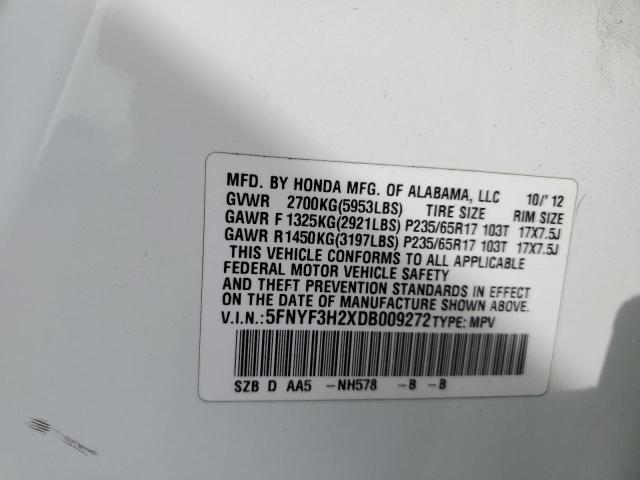 MFD. BY HONDA MFG. OF ALABAMA, LLC 10/'12
GVWR 2700KG(5953LBS) TIRE SIZE RIM SIZE
GAWR F 1325KG(2921LBS) P235/65R17 103T 17X7.5J
GAWR R1450KG(3197LBS) P235/65R17 103T 17X7.5J
THIS VEHICLE CONFORMS TO ALL APPLICABLE
FEDERAL MOTOR VEHICLE SAFETY
AND THEFT PREVENTION STANDARDS IN EFFECT
ON THE DATE OF MANUFACTURE SHOWN ABOVE.
V.I.N.:5FNYF3H2XDB009272TYPE: MPV
SZB D AA5 -NH578 -B -B